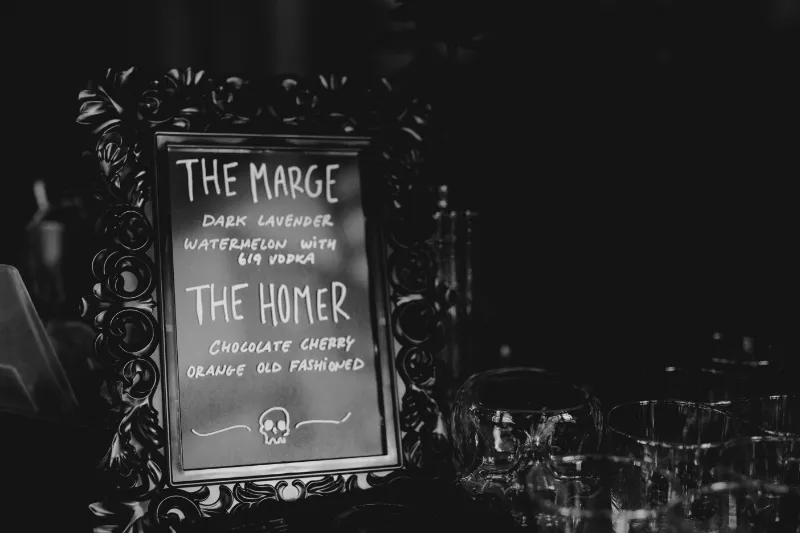 THE MARGE
DARK LAVENDER
WATERMELON WITH
619 VODKA
THE HOMER
CHOCOLATE CHERRY
ORANGE OLD FASHIONED